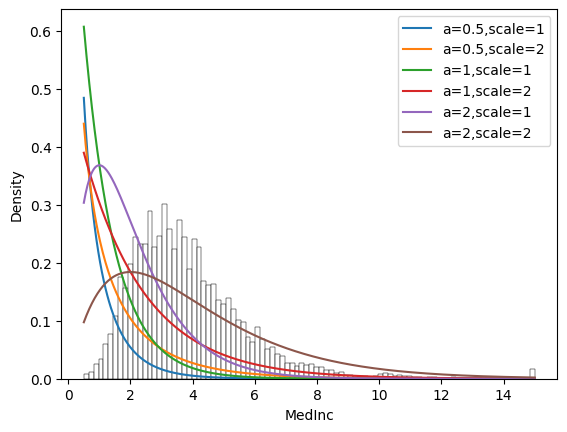 a=0.5,scale=1
a=0.5,scale=2
a=1,scale=1
a=1,scale=2
a=2,scale=1
a=2,scale=2
0.6
0.5
0.4
0.3
0.2
0.1
0.0
Density
0 2 4 6 8 10 12 14
MedInc